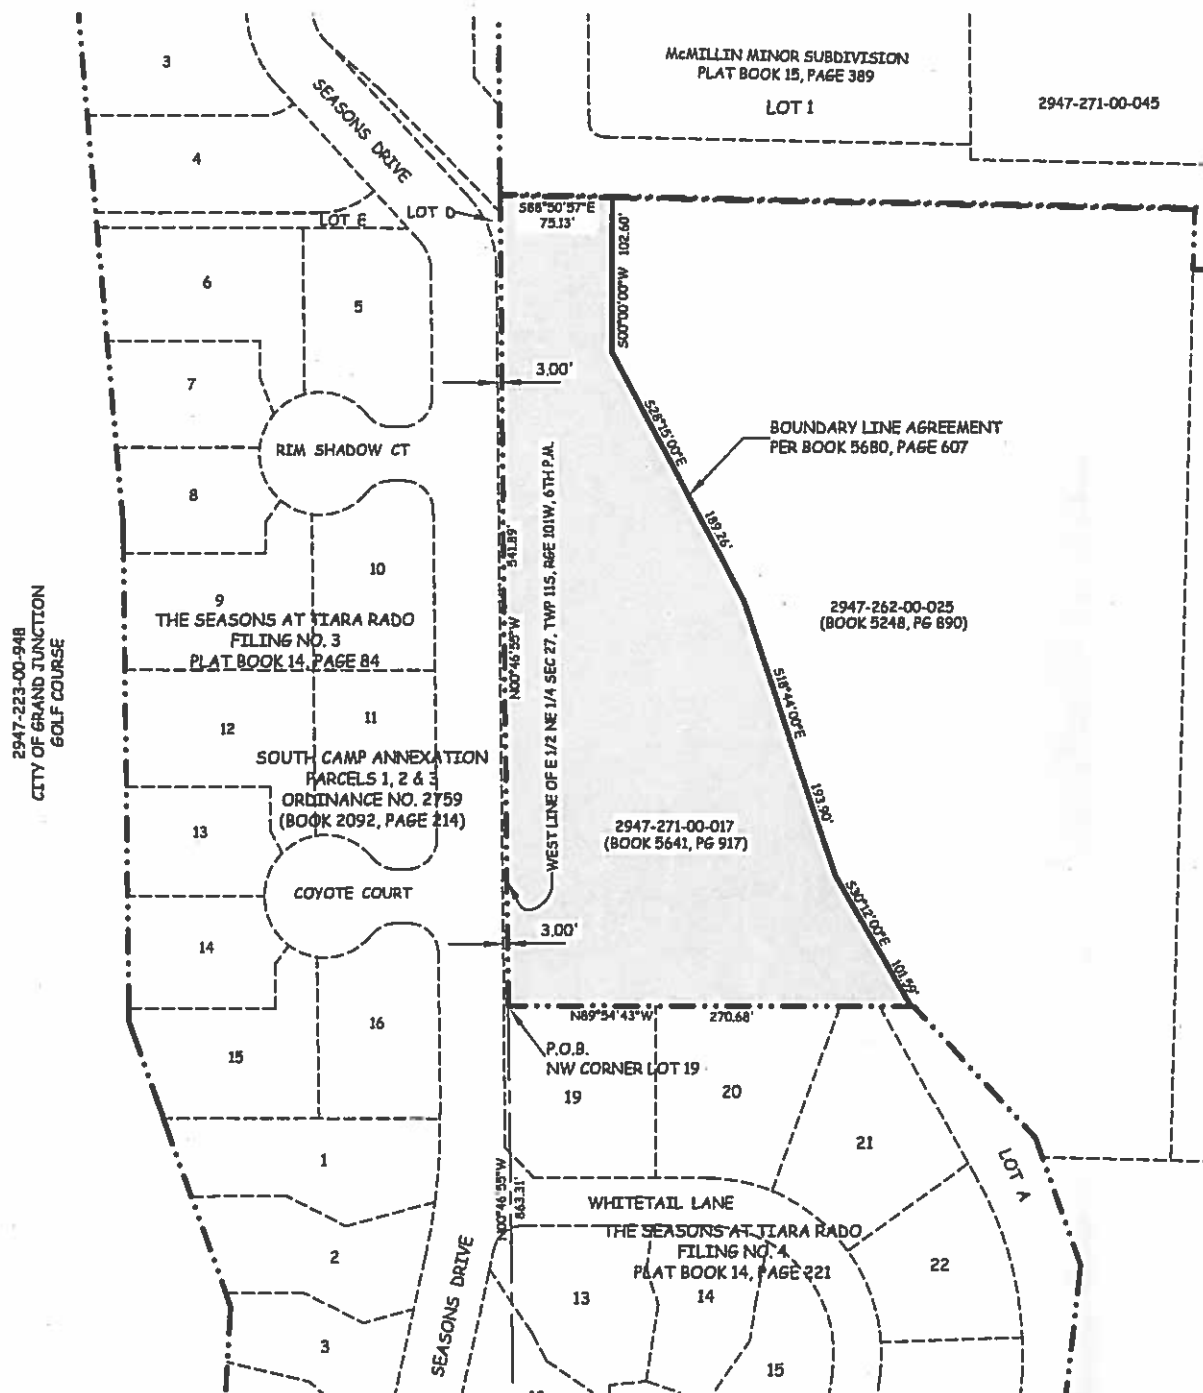 McMILLIN MINOR SUBDIVISION
PLAT BOOK 15, PAGE 389
LOT 1
2947-271-00-045
3
SEASONS DRIVE
4
LOT E
LOT D
S88°50'57"E
75.13'
S00°00'00"W 102.60'
6
5
3.00'
7
RIM SHADOW CT
S28°15'00"E
189.26'
BOUNDARY LINE AGREEMENT
PER BOOK 5680, PAGE 607
8
10
N00°46'55"W
541.89'
WEST LINE OF E 1/2 NE 1/4 SEC 27, TWP 11S, RGE 101W, 6TH P.M.
2947-223-00-948
CITY OF GRAND JUNCTION
GOLF COURSE
9
THE SEASONS AT TIARA RADO
FILING NO. 3
PLAT BOOK 14, PAGE 84
2947-262-00-025
(BOOK 5248, PG 890)
S18°44'00"E
193.90'
12
11
SOUTH CAMP ANNEXATION
PARCELS 1, 2 & 3
ORDINANCE NO. 2759
(BOOK 2092, PAGE 214)
13
2947-271-00-017
(BOOK 5641, PG 917)
COYOTE COURT
S30°12'00"E
101.59'
14
3.00'
N89°54'43"W
270.68'
16
15
P.O.B.
NW CORNER LOT 19
19
20
21
LOT A
1
N00°46'55"W
863.31'
WHITETAIL LANE
THE SEASONS AT TIARA RADO
FILING NO. 4
PLAT BOOK 14, PAGE 221
2
22
SEASONS DRIVE
13
14
3
15